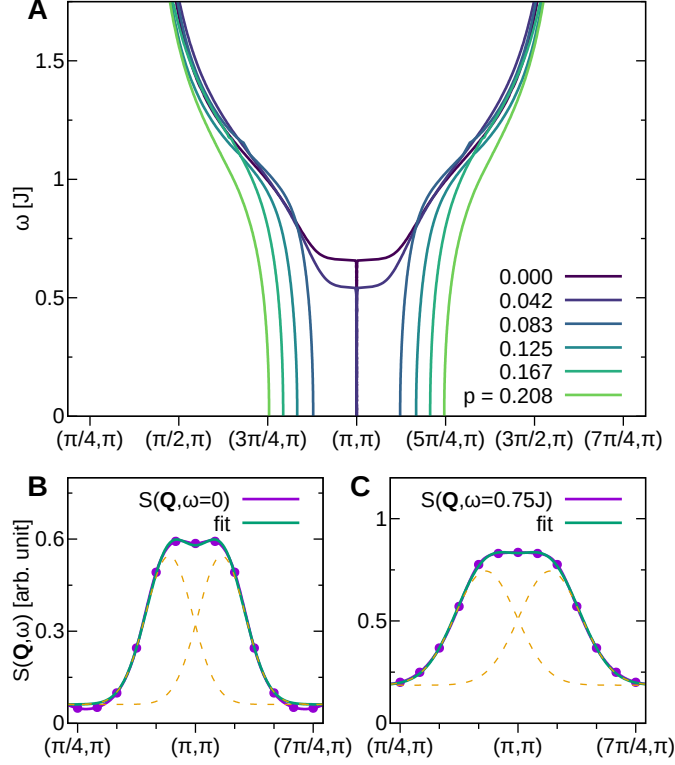 A
ω [J]
1.5
1
0.5
0
0.000
0.042
0.083
0.125
0.167
p = 0.208
(π/4,π)
(π/2,π)
(3π/4,π)
(π,π)
(5π/4,π)
(3π/2,π)
(7π/4,π)
B
S(Q,ω) [arb. unit]
0.6
0.3
0
S(Q,ω=0)
fit
(π/4,π)
(π,π)
(7π/4,π)
C
1
0.5
0
S(Q,ω=0.75J)
fit
(π/4,π)
(π,π)
(7π/4,π)